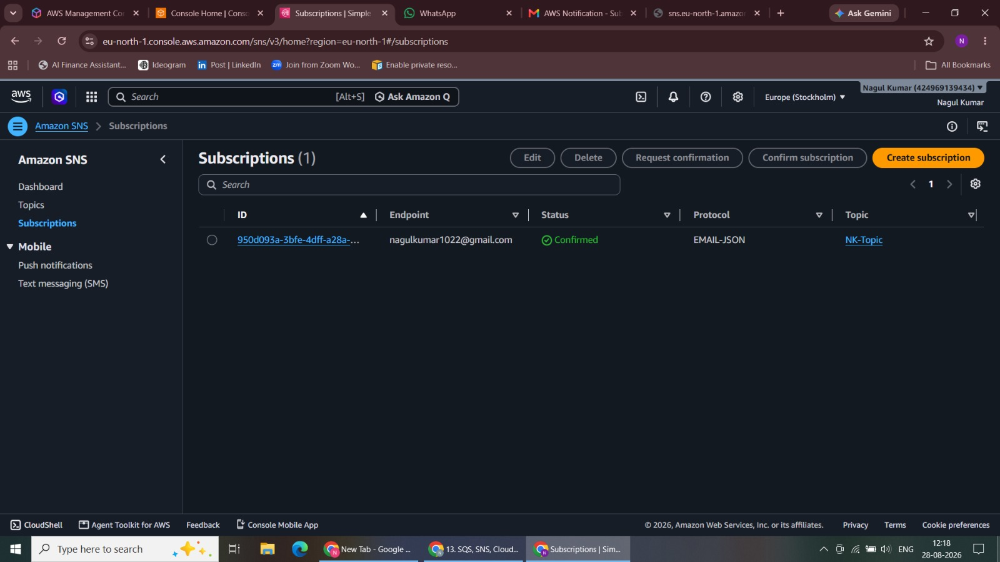 AWS Management Co
Console Home | Conso
Subscriptions | Simple
WhatsApp
AWS Notification - Sub
sns.eu-north-1.amazon
Ask Gemini
eu-north-1.console.aws.amazon.com/sns/v3/home?region=eu-north-1#/subscriptions
N
AI Finance Assistant...
Ideogram
Post | LinkedIn
Join from Zoom Wo...
Enable private reso...
All Bookmarks
aws
Search
[Alt+S]
Ask Amazon Q
Europe (Stockholm)
Nagul Kumar (424969139434)
Nagul Kumar
Amazon SNS
Subscriptions
Amazon SNS
Dashboard
Topics
Subscriptions
Mobile
Push notifications
Text messaging (SMS)
Subscriptions (1)
Edit
Delete
Request confirmation
Confirm subscription
Create subscription
Search
1
ID
Endpoint
Status
Protocol
Topic
950d093a-3bfe-4dff-a28a-...
nagulkumar1022@gmail.com
Confirmed
EMAIL-JSON
NK-Topic
CloudShell
Agent Toolkit for AWS
Feedback
Console Mobile App
© 2026, Amazon Web Services, Inc. or its affiliates.
Privacy
Terms
Cookie preferences
Type here to search
New Tab - Google ...
13. SQS, SNS, Cloud...
Subscriptions | Sim...
ENG
12:18
28-08-2026